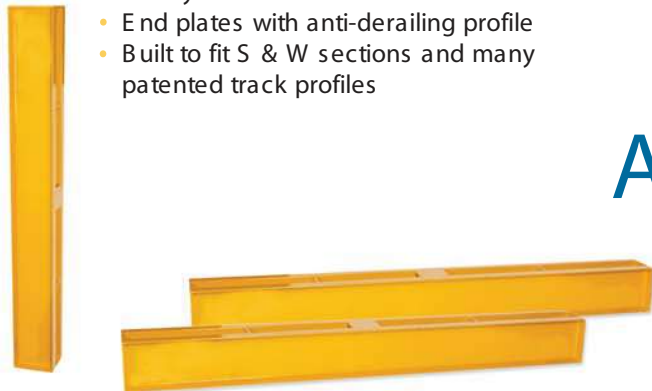 • End plates with anti-derailing profile
• Built to fit S & W sections and many
patented track profiles
A